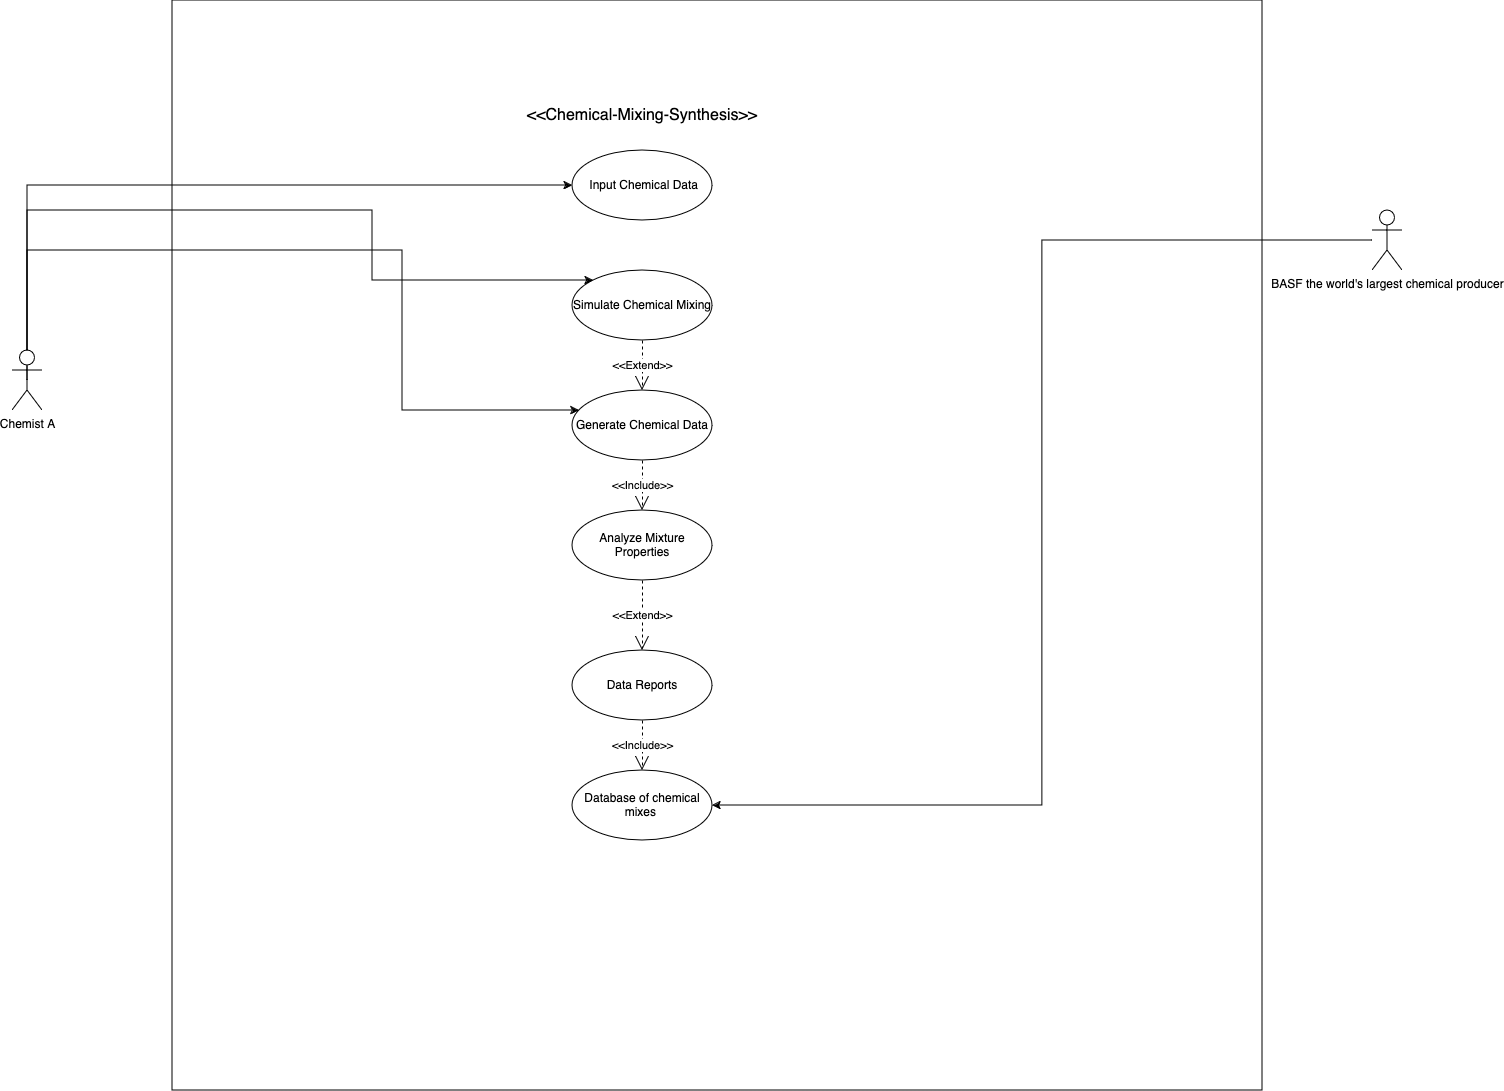 <<Chemical-Mixing-Synthesis>>
Input Chemical Data
BASF the world's largest chemical producer
Simulate Chemical Mixing
<<Extend>>
Chemist A
Generate Chemical Data
<<Include>>
Analyze Mixture
Properties
<<Extend>>
Data Reports
<<Include>>
Database of chemical
mixes